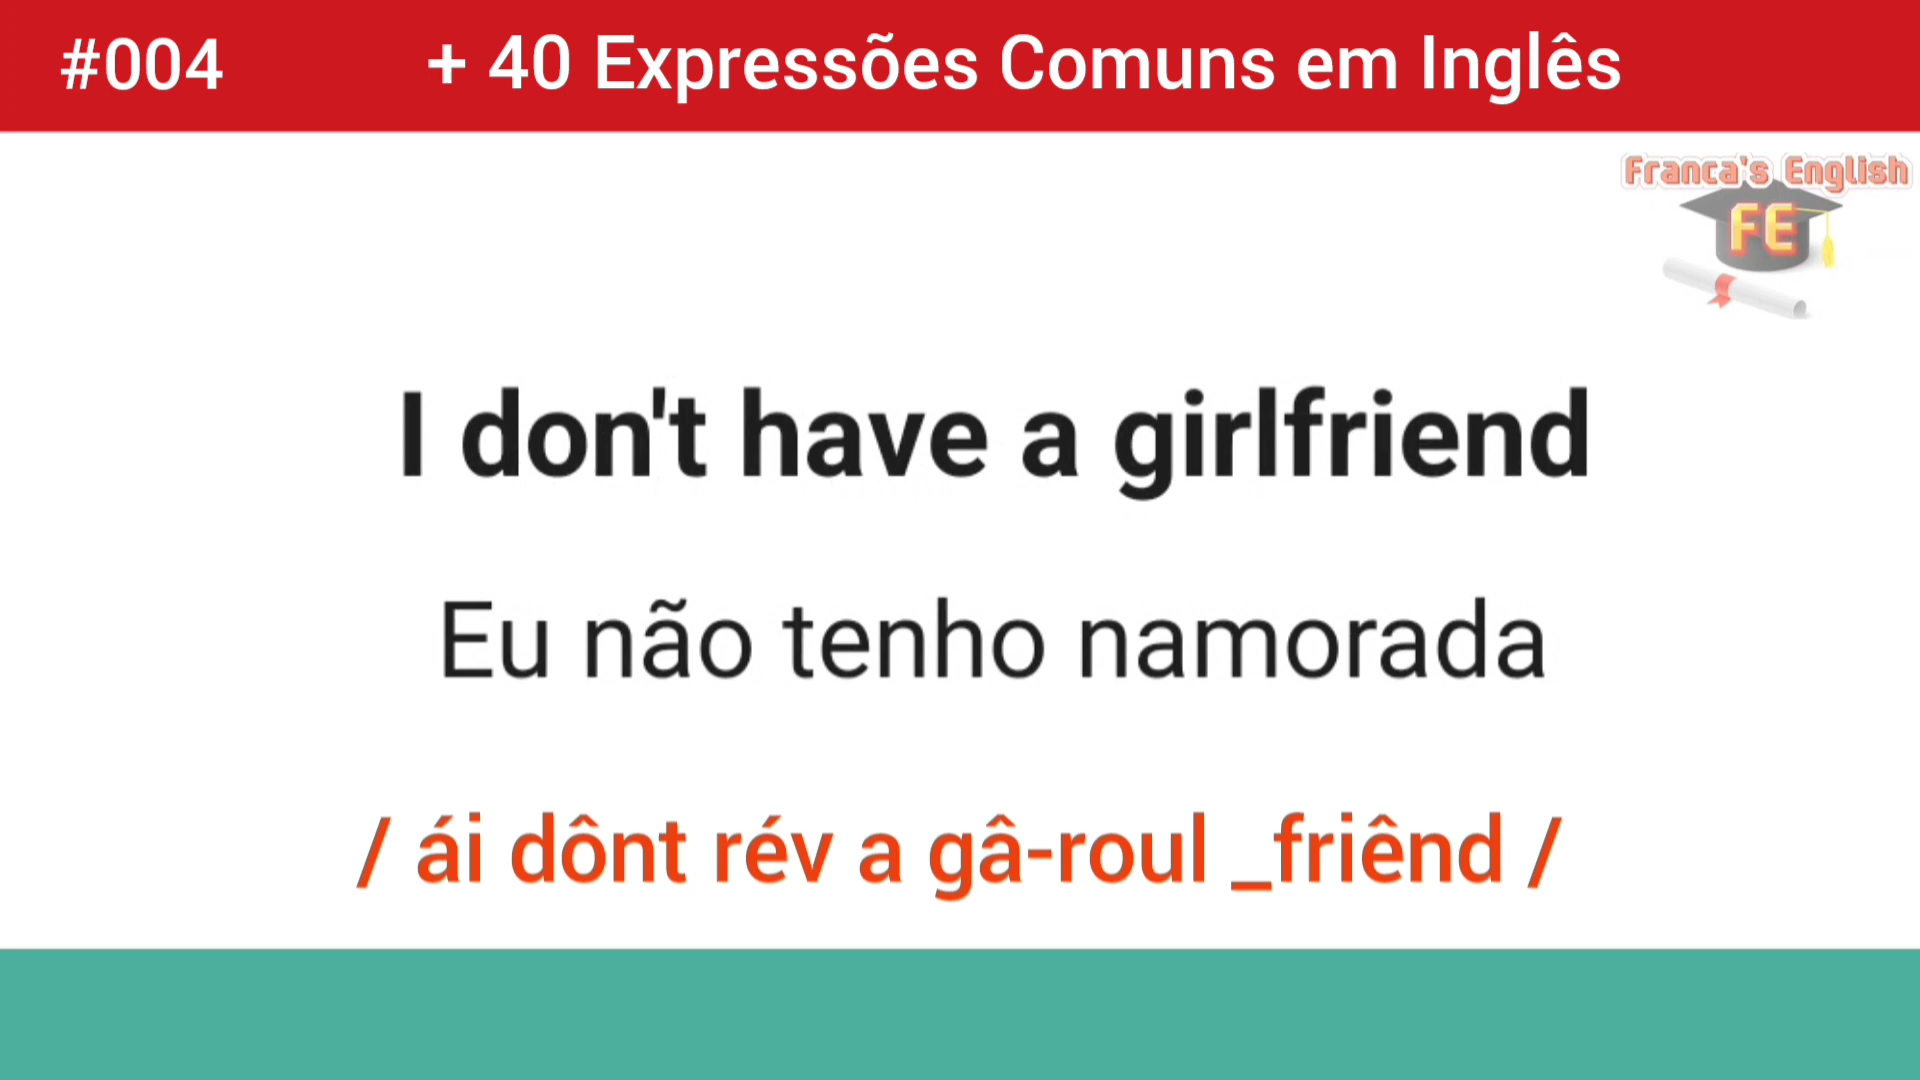 #004 + 40 Expressões Comuns em Inglês
Franca's English
FE
I don't have a girlfriend
Eu não tenho namorada
/ ái dônt rév a gâ-roul _friênd /